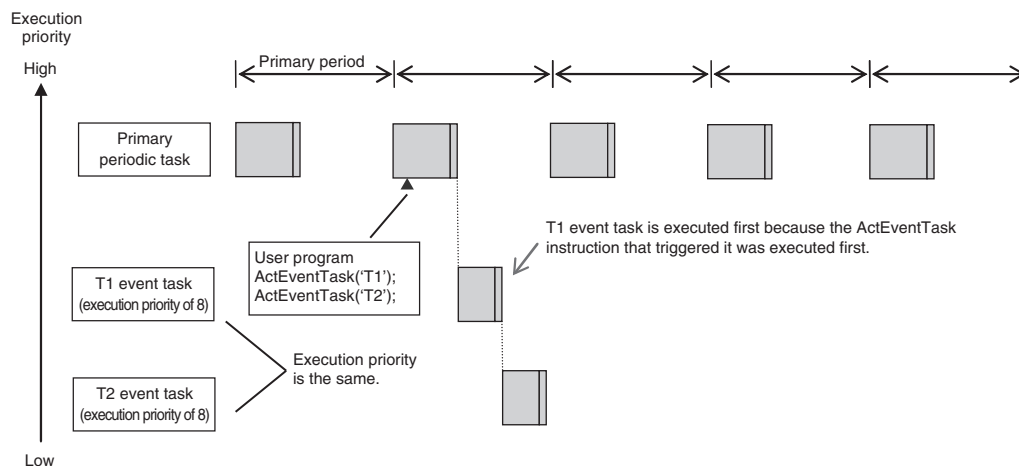 Execution
priority
High
Primary period
Primary
periodic task
User program
ActEventTask(‘T1’);
ActEventTask(‘T2’);
T1 event task is executed first because the ActEventTask
instruction that triggered it was executed first.
T1 event task
(execution priority of 8)
Execution priority
is the same.
T2 event task
(execution priority of 8)
Low